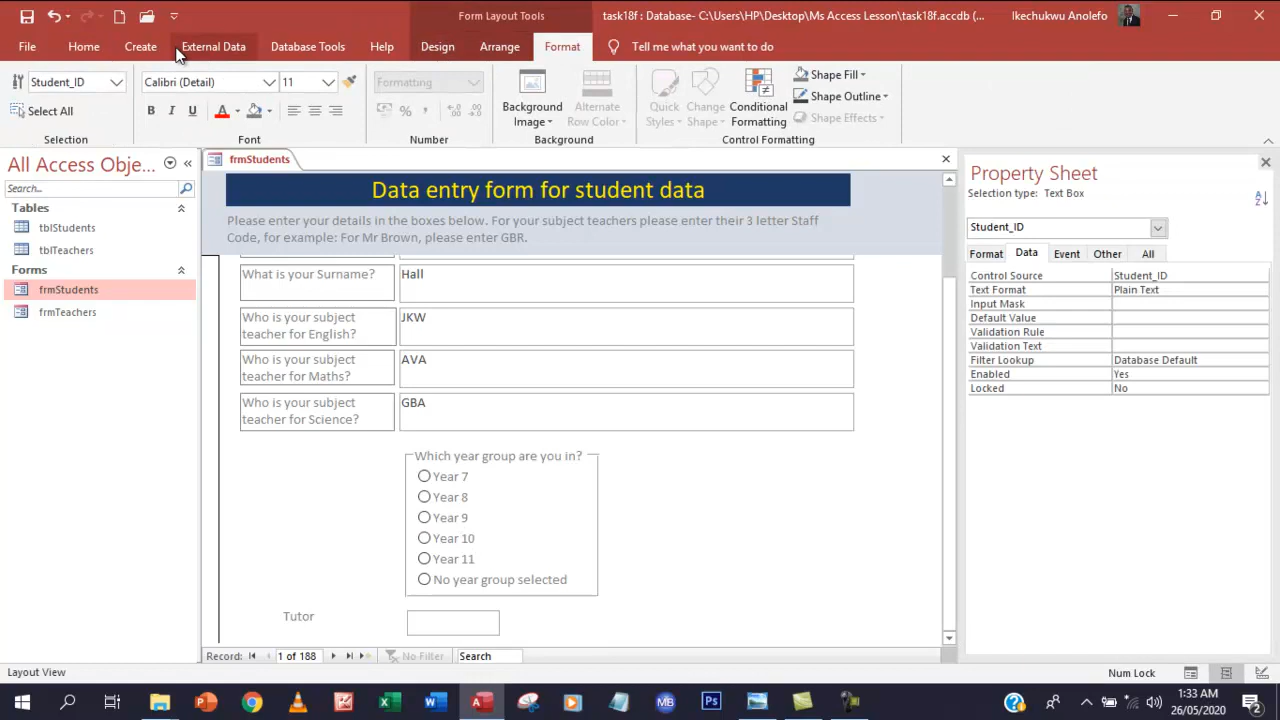 Form Layout Tools
task18f : Database- C:\Users\HP\Desktop\Ms Access Lesson\task18f.accdb (...
Ikechukwu Anolefo
File
Home
Create
External Data
Database Tools
Help
Design
Arrange
Format
Tell me what you want to do
Student_ID
Select All
Selection
Calibri (Detail)
11
B
I
U
A
Font
Formatting
%
Number
Background
Image
Alternate
Row Color
Background
Quick
Styles
Change
Shape
Conditional
Formatting
Shape Fill
Shape Outline
Shape Effects
Control Formatting
All Access Obje...
Search...
Tables
tblStudents
tblTeachers
Forms
frmStudents
frmTeachers
frmStudents
Data entry form for student data
Please enter your details in the boxes below. For your subject teachers please enter their 3 letter Staff
Code, for example: For Mr Brown, please enter GBR.
What is your Surname?
Hall
Who is your subject
teacher for English?
JKW
Who is your subject
teacher for Maths?
AVA
Who is your subject
teacher for Science?
GBA
Which year group are you in?
Year 7
Year 8
Year 9
Year 10
Year 11
No year group selected
Tutor
Record:
1 of 188
No Filter
Search
Property Sheet
Selection type: Text Box
Student_ID
Format
Data
Event
Other
All
Control Source
Student_ID
Text Format
Plain Text
Input Mask
Default Value
Validation Rule
Validation Text
Filter Lookup
Database Default
Enabled
Yes
Locked
No
Layout View
Num Lock
1:33 AM
26/05/2020
2